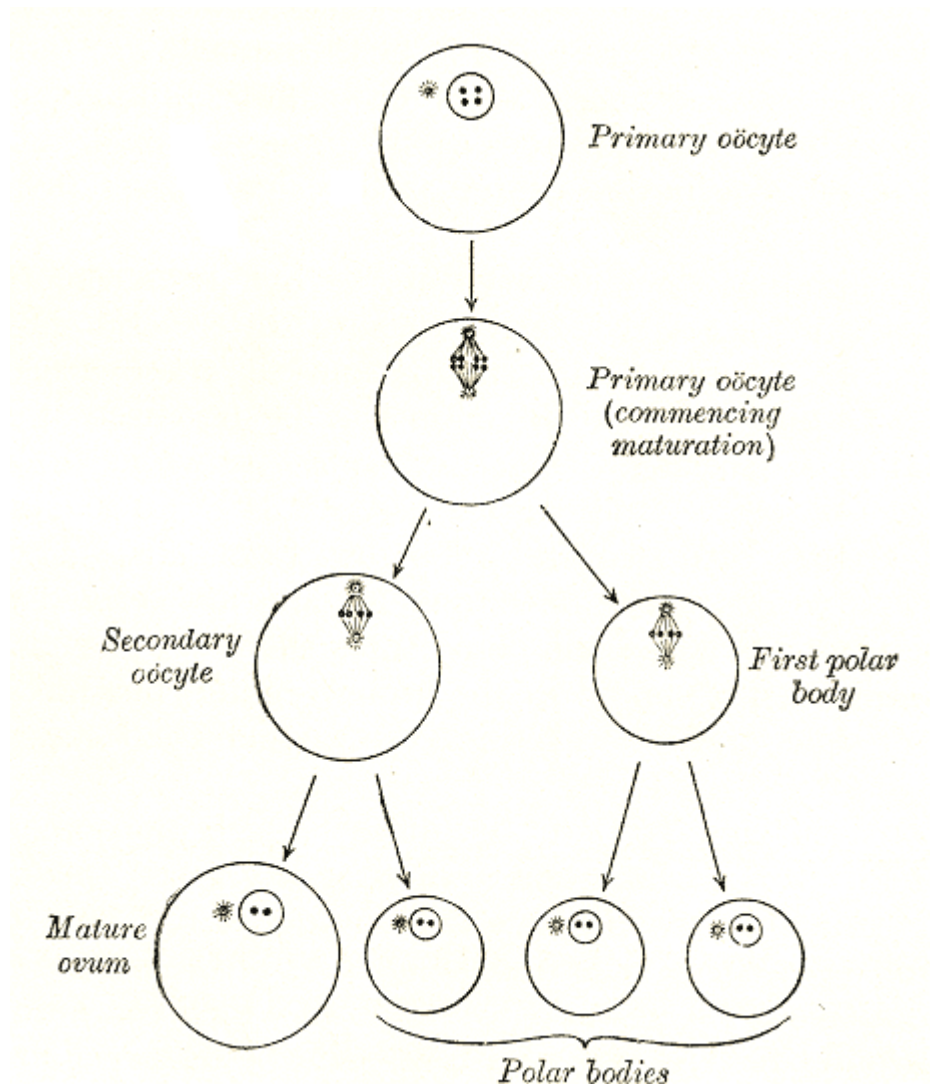 Primary oöcyte
Primary oöcyte
(commencing
maturation)
Secondary
oöcyte
First polar
body
Mature
ovum
Polar bodies